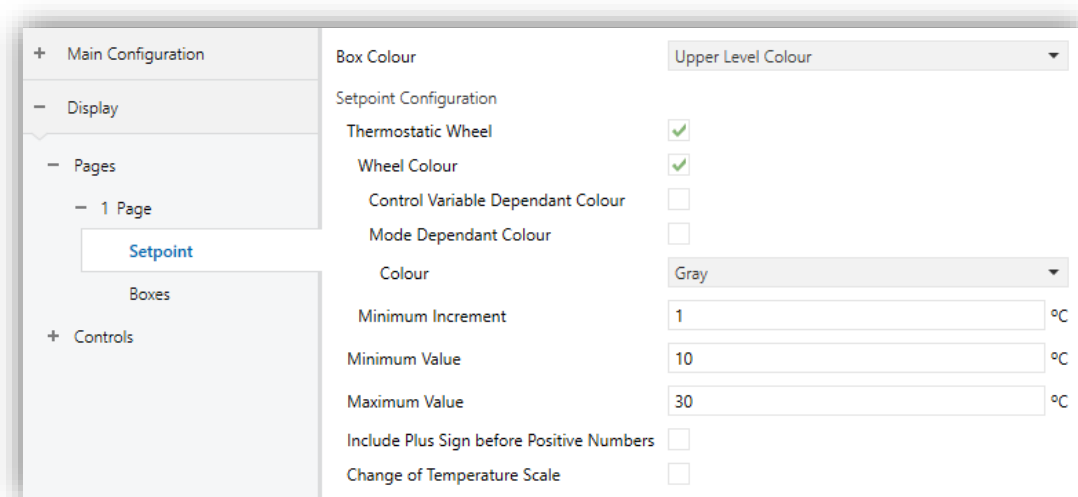 Main Configuration
Display
Pages
1 Page
Setpoint
Boxes
Controls
Box Colour Upper Level Colour
Setpoint Configuration
Thermostatic Wheel
Wheel Colour
Control Variable Dependant Colour
Mode Dependant Colour
Colour Gray
Minimum Increment 1 ºC
Minimum Value 10 ºC
Maximum Value 30 ºC
Include Plus Sign before Positive Numbers
Change of Temperature Scale